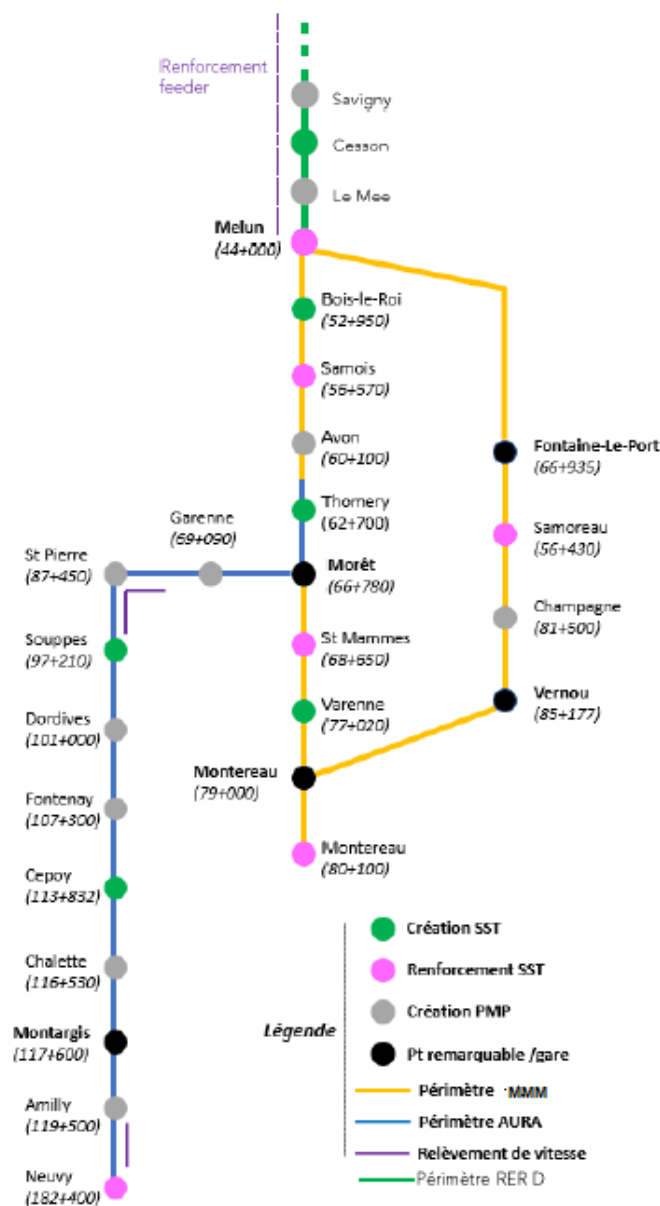 Renforcement
feeder
Savigny
Cesson
Le Mee
Melun
(44+000)
Bois-le-Roi
(52+950)
Samois
(56+570)
Avon
(60+100)
Fontaine-Le-Port
(66+935)
Thomery
(62+700)
Garenne
(69+090)
Samoreau
(56+430)
St Pierre
(87+450)
Morêt
(66+780)
Champagne
(81+500)
Souppes
(97+210)
St Mammes
(68+650)
Vernou
(85+177)
Dordives
(101+000)
Varenne
(77+020)
Montereau
(79+000)
Fontenay
(107+300)
Montereau
(80+100)
Cepoy
(113+832)
Chalette
(116+530)
Montargis
(117+600)
Amilly
(119+500)
Neuvy
(182+400)
Légende
Création SST
Renforcement SST
Création PMP
Pt remarquable /gare
Périmètre MMM
Périmètre AURA
Relèvement de vitesse
Périmètre RER D